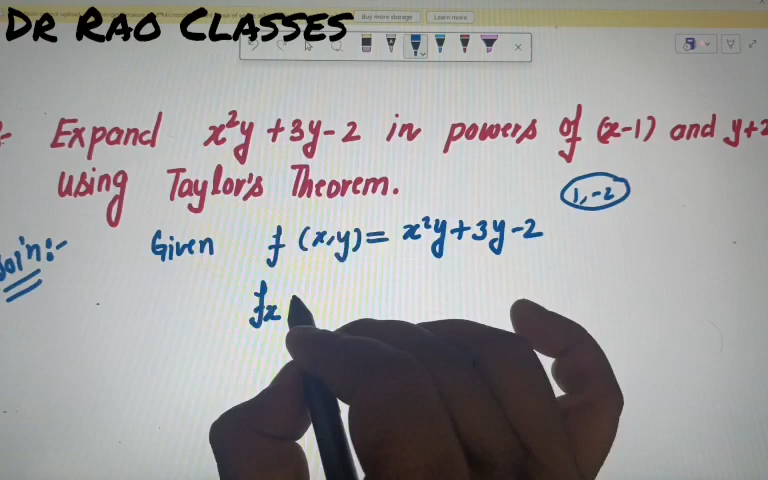 DR RAO CLASSES
Buy more storage Learn more
Expand x²y + 3y - 2 in powers of (x-1) and y+2
using Taylor's Theorem.
1, -2
Soln:- Given f (x,y) = x²y + 3y - 2
fx